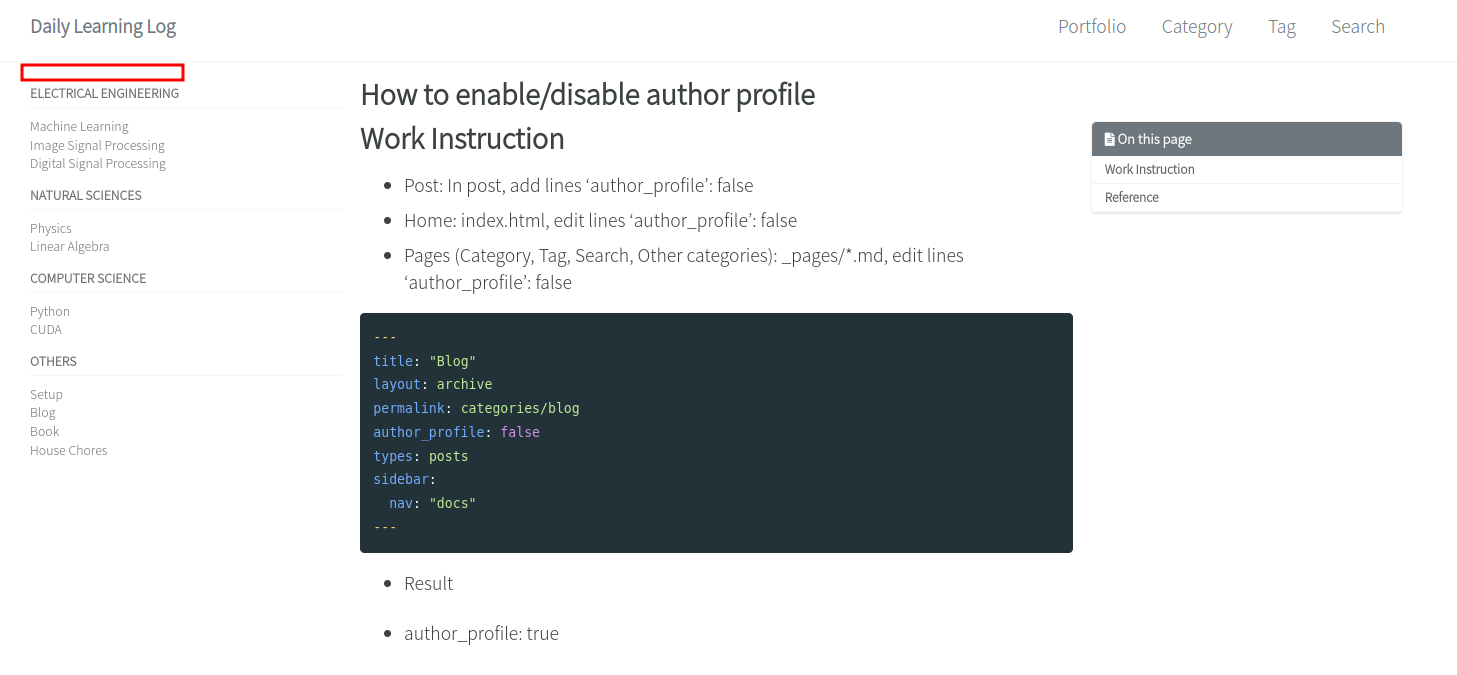 Daily Learning Log
Portfolio Category Tag Search
ELECTRICAL ENGINEERING
Machine Learning
Image Signal Processing
Digital Signal Processing
NATURAL SCIENCES
Physics
Linear Algebra
COMPUTER SCIENCE
Python
CUDA
OTHERS
Setup
Blog
Book
House Chores
How to enable/disable author profile
Work Instruction
• Post: In post, add lines ‘author_profile’: false
• Home: index.html, edit lines ‘author_profile’: false
• Pages (Category, Tag, Search, Other categories): _pages/*.md, edit lines
‘author_profile’: false
---
title: "Blog"
layout: archive
permalink: categories/blog
author_profile: false
types: posts
sidebar:
  nav: "docs"
---
• Result
• author_profile: true
On this page
Work Instruction
Reference